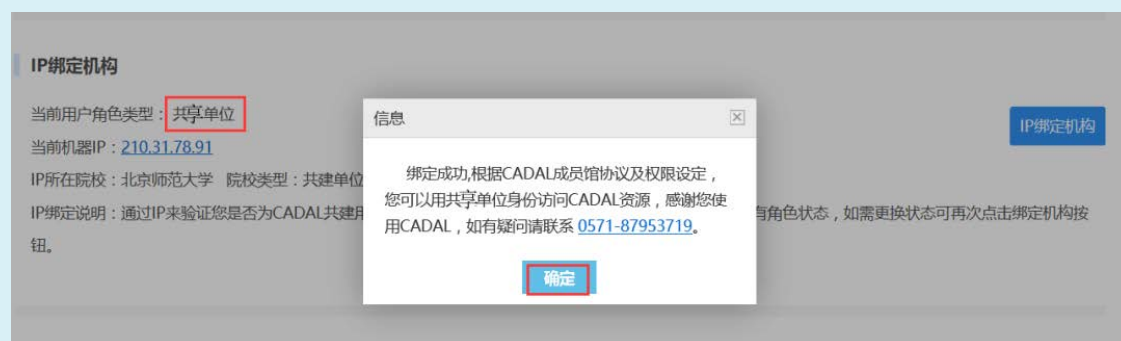 IP绑定机构
当前用户角色类型：共享单位
当前机器IP：210.31.78.91
IP所在院校：北京师范大学 院校类型：共建单位
IP绑定说明：通过IP来验证您是否为CADAL共建用
有角色状态，如需更换状态可再次点击绑定机构按
钮。
IP绑定机构
信息
绑定成功,根据CADAL成员馆协议及权限设定，
您可以用共享单位身份访问CADAL资源，感谢您使
用CADAL，如有疑问请联系 0571-87953719。
确定